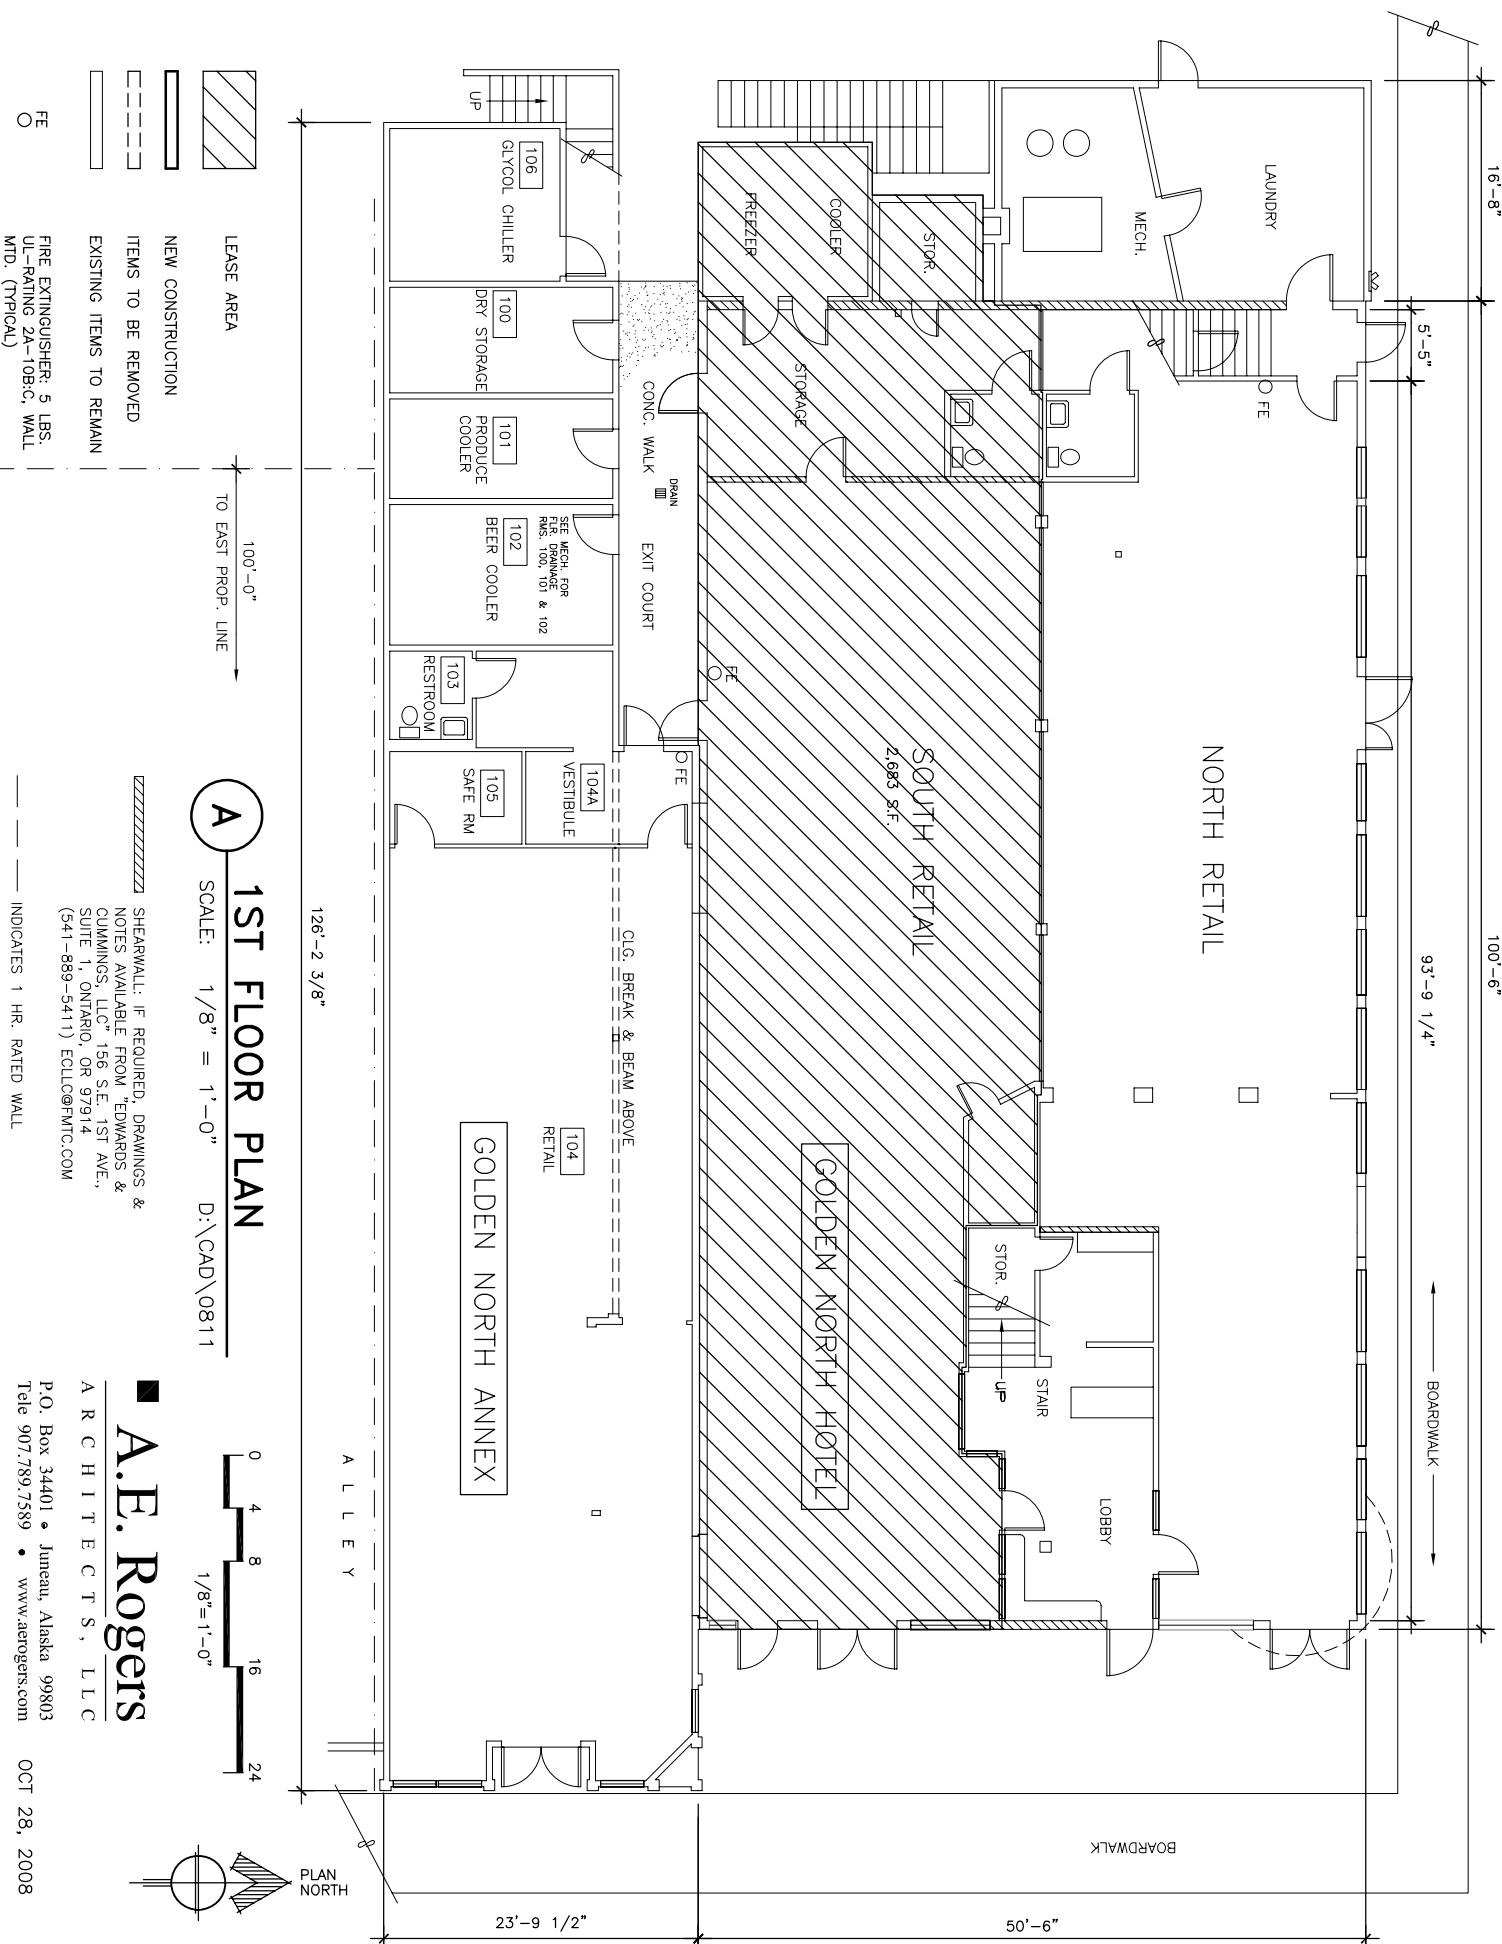 16'-8"
100'-6"
5'-5"
93'-9 1/4"
BOARDWALK
LAUNDRY
MECH.
FE
NORTH RETAIL
STOR.
COOLER
FREEZER
STORAGE
SOUTH RETAIL
2,683 S.F.
STOR.
UP
STAIR
LOBBY
GOLDEN NORTH HOTEL
FE
UP
106
GLYCOL CHILLER
100
DRY STORAGE
101
PRODUCE
COOLER
CONC. WALK
DRAIN
EXIT COURT
SEE MECH. FOR
FLR. DRAINAGE
RMS. 100, 101 & 102
102
BEER COOLER
103
RESTROOM
FE
104A
VESTIBULE
105
SAFE RM
CLG. BREAK & BEAM ABOVE
104
RETAIL
GOLDEN NORTH ANNEX
126'-2 3/8"
ALLEY
BOARDWALK
50'-6"
23'-9 1/2"
PLAN
NORTH
LEASE AREA
NEW CONSTRUCTION
ITEMS TO BE REMOVED
EXISTING ITEMS TO REMAIN
FE
FIRE EXTINGUISHER: 5 LBS.
UL-RATING 2A-10B:C, WALL
MTD. (TYPICAL)
100'-0"
TO EAST PROP. LINE
A
1ST FLOOR PLAN
SCALE: 1/8" = 1'-0" D:\CAD\0811
SHEARWALL: IF REQUIRED, DRAWINGS &
NOTES AVAILABLE FROM "EDWARDS &
CUMMINGS, LLC" 156 S.E. 1ST AVE.,
SUITE 1, ONTARIO, OR 97914
(541-889-5411) ECLLC@FMTC.COM
INDICATES 1 HR. RATED WALL
0 4 8 16 24
1/8"=1'-0"
A.E. Rogers
ARCHITECTS, LLC
P.O. Box 34401 • Juneau, Alaska 99803
Tele 907.789.7589 • www.aerogers.com
OCT 28, 2008